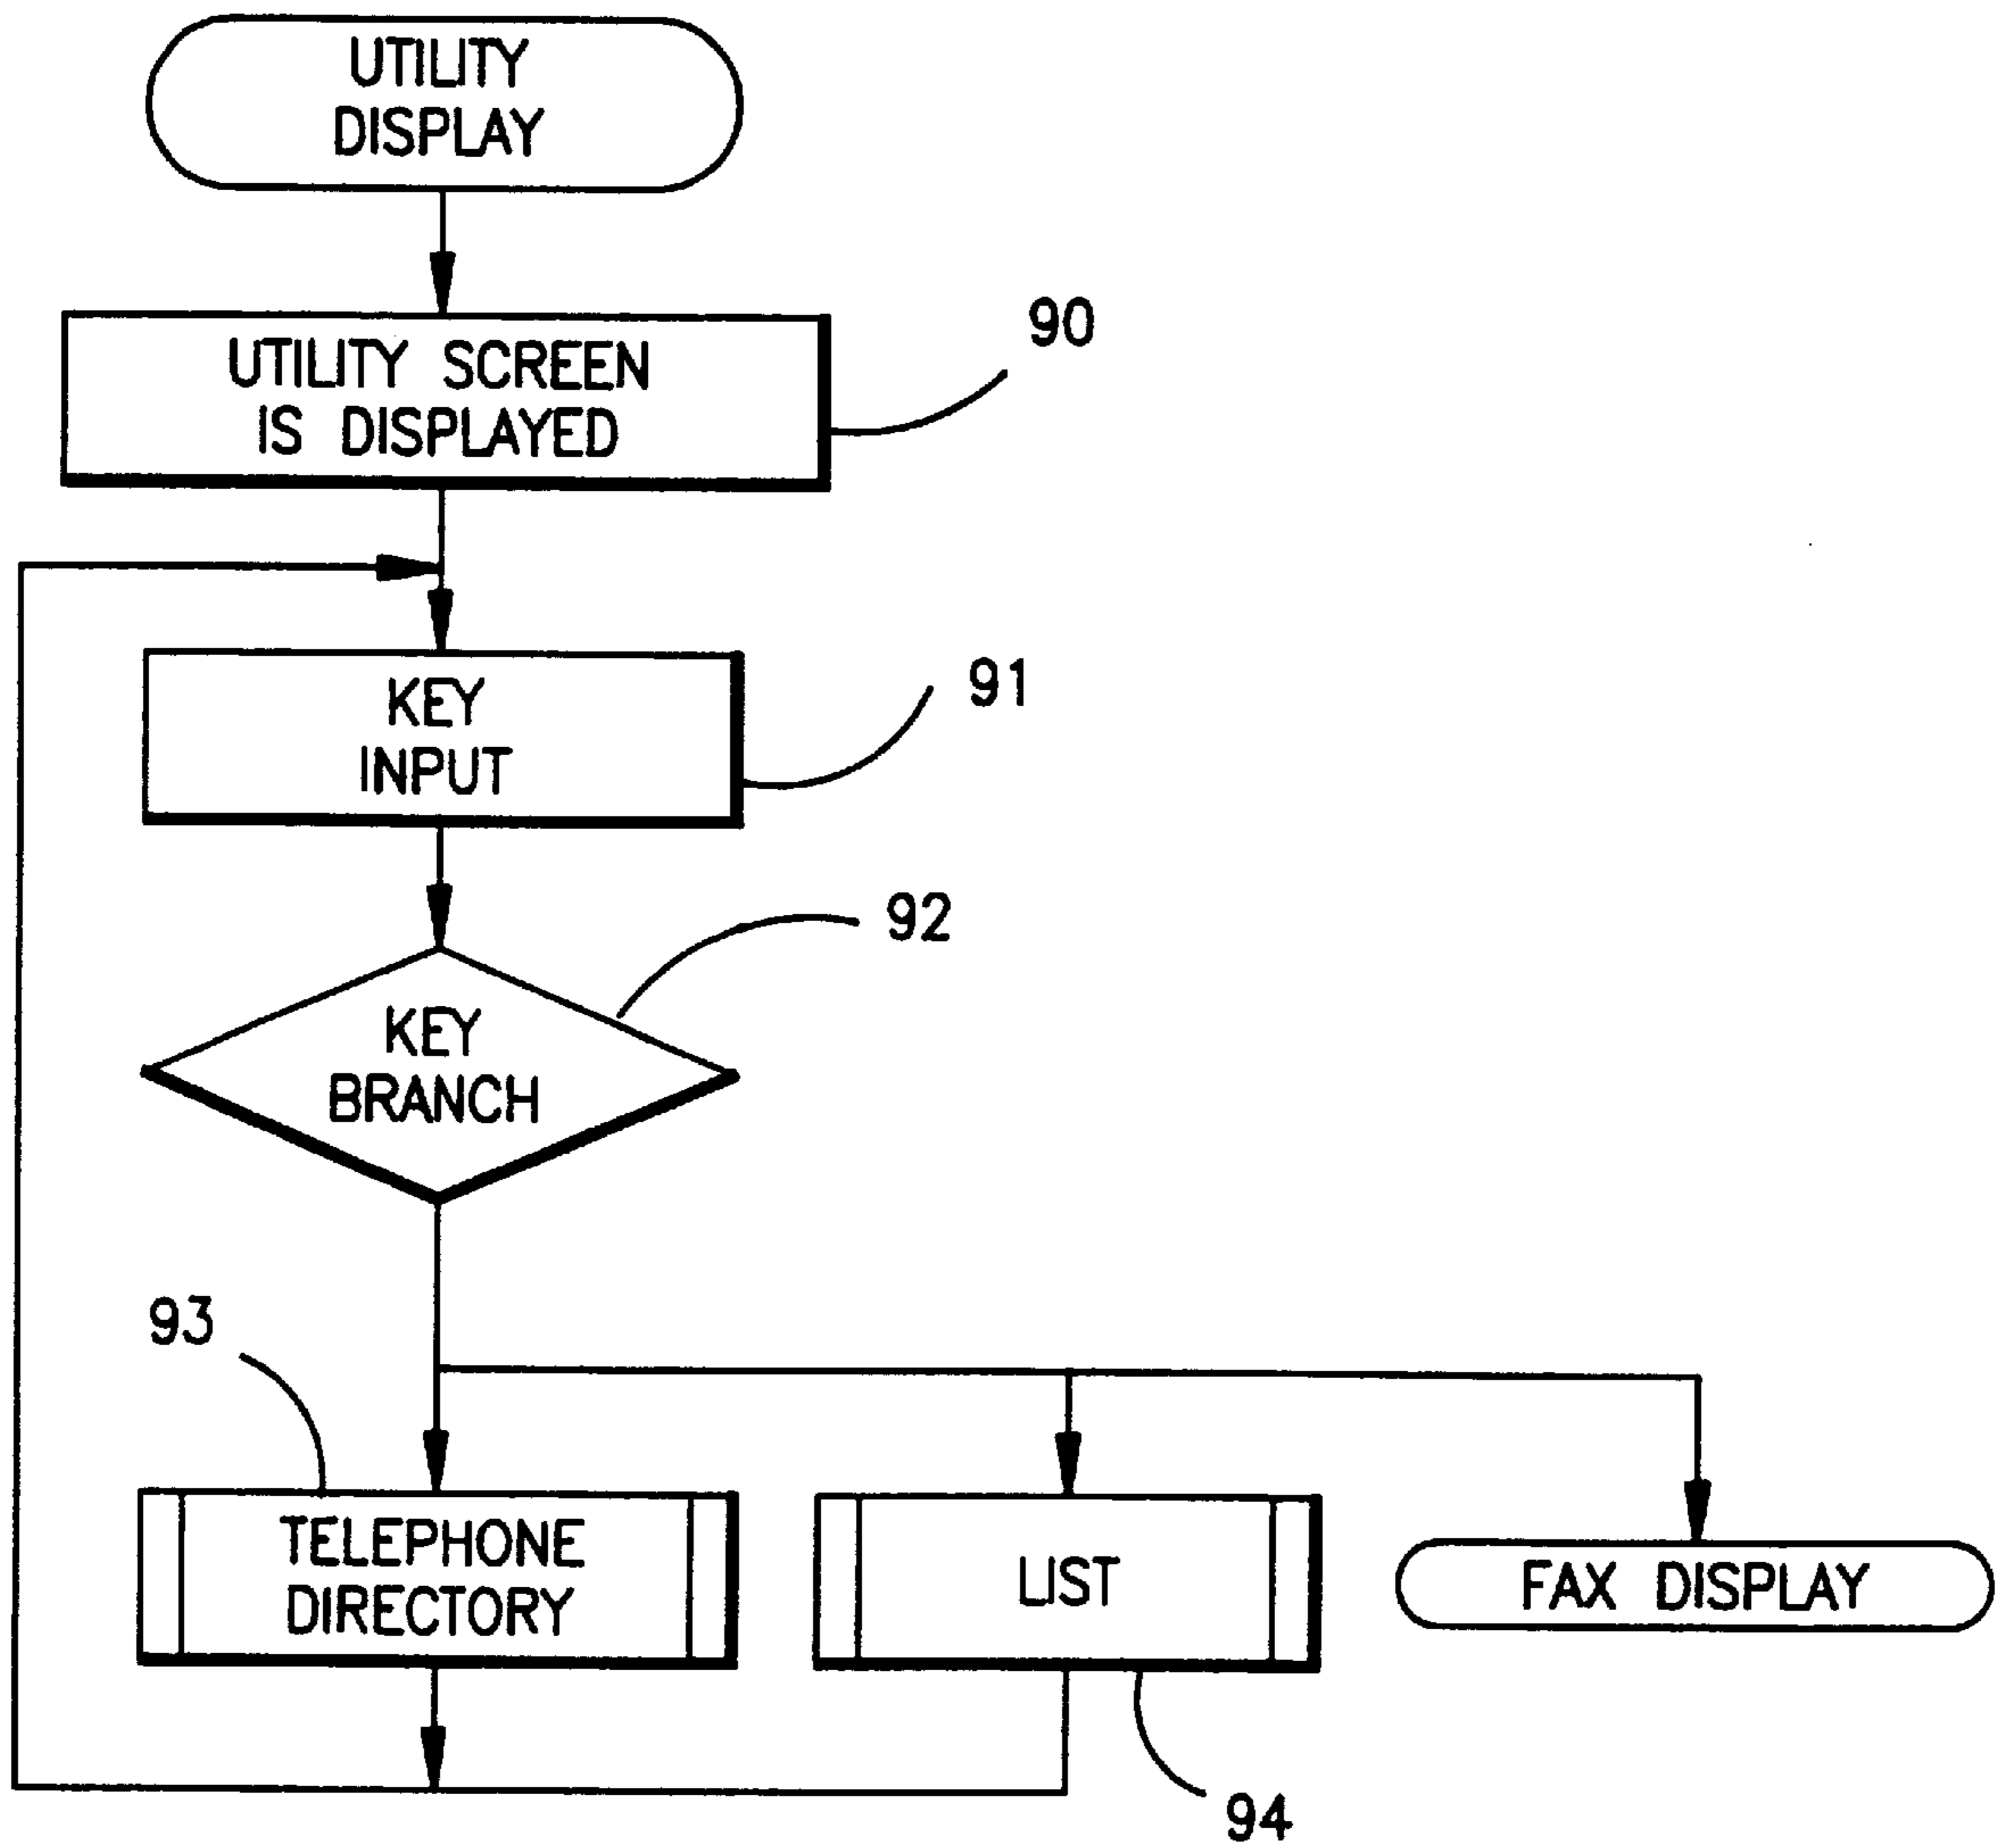 UTILITY
DISPLAY
90
UTILITY SCREEN
IS DISPLAYED
91
KEY
INPUT
92
KEY
BRANCH
93
TELEPHONE
DIRECTORY
LIST
FAX DISPLAY
94